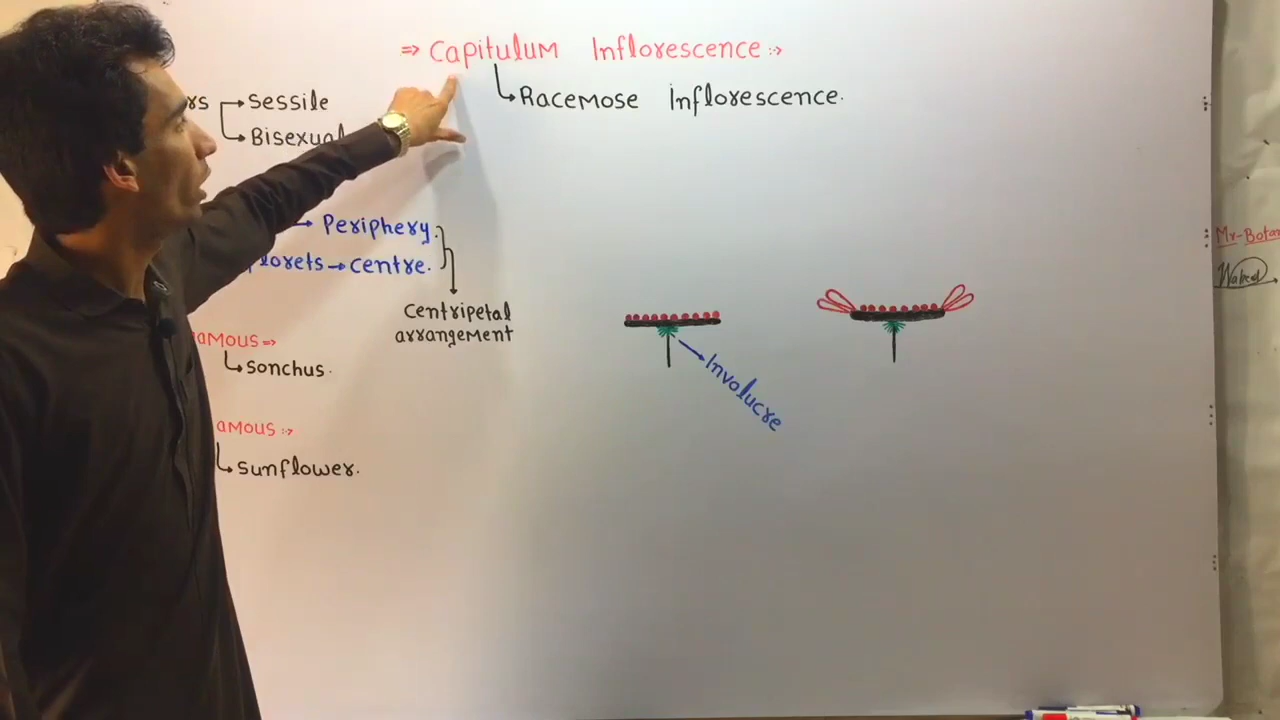 ⇒ Capitulum Inflorescence :-
Racemose Inflorescence.
rs → Sessile
Bisexual
→ Periphery.
florets → centre.
Centripetal
arrangement
amous ⇒
Sonchus.
amous :-
Sunflower.
Involucre
Mr-Botan
Waheed